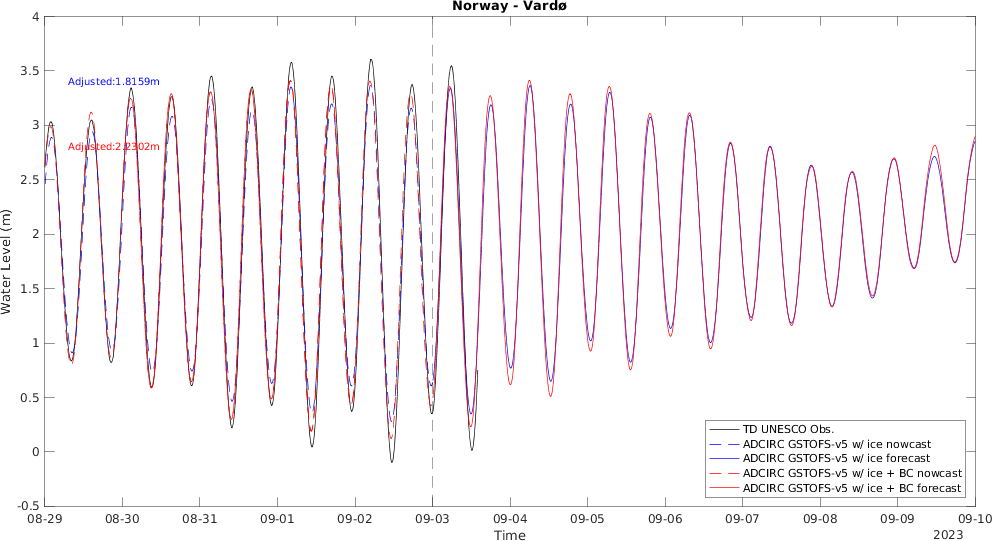 Norway - Vardø
4
3.5
3
2.5
2
1.5
1
0.5
0
-0.5
Water Level (m)
Adjusted:1.8159m
Adjusted:2.2302m
TD UNESCO Obs.
ADCIRC GSTOFS-v5 w/ ice nowcast
ADCIRC GSTOFS-v5 w/ ice forecast
ADCIRC GSTOFS-v5 w/ ice + BC nowcast
ADCIRC GSTOFS-v5 w/ ice + BC forecast
08-29 08-30 08-31 09-01 09-02 09-03 09-04 09-05 09-06 09-07 09-08 09-09 09-10
Time
2023